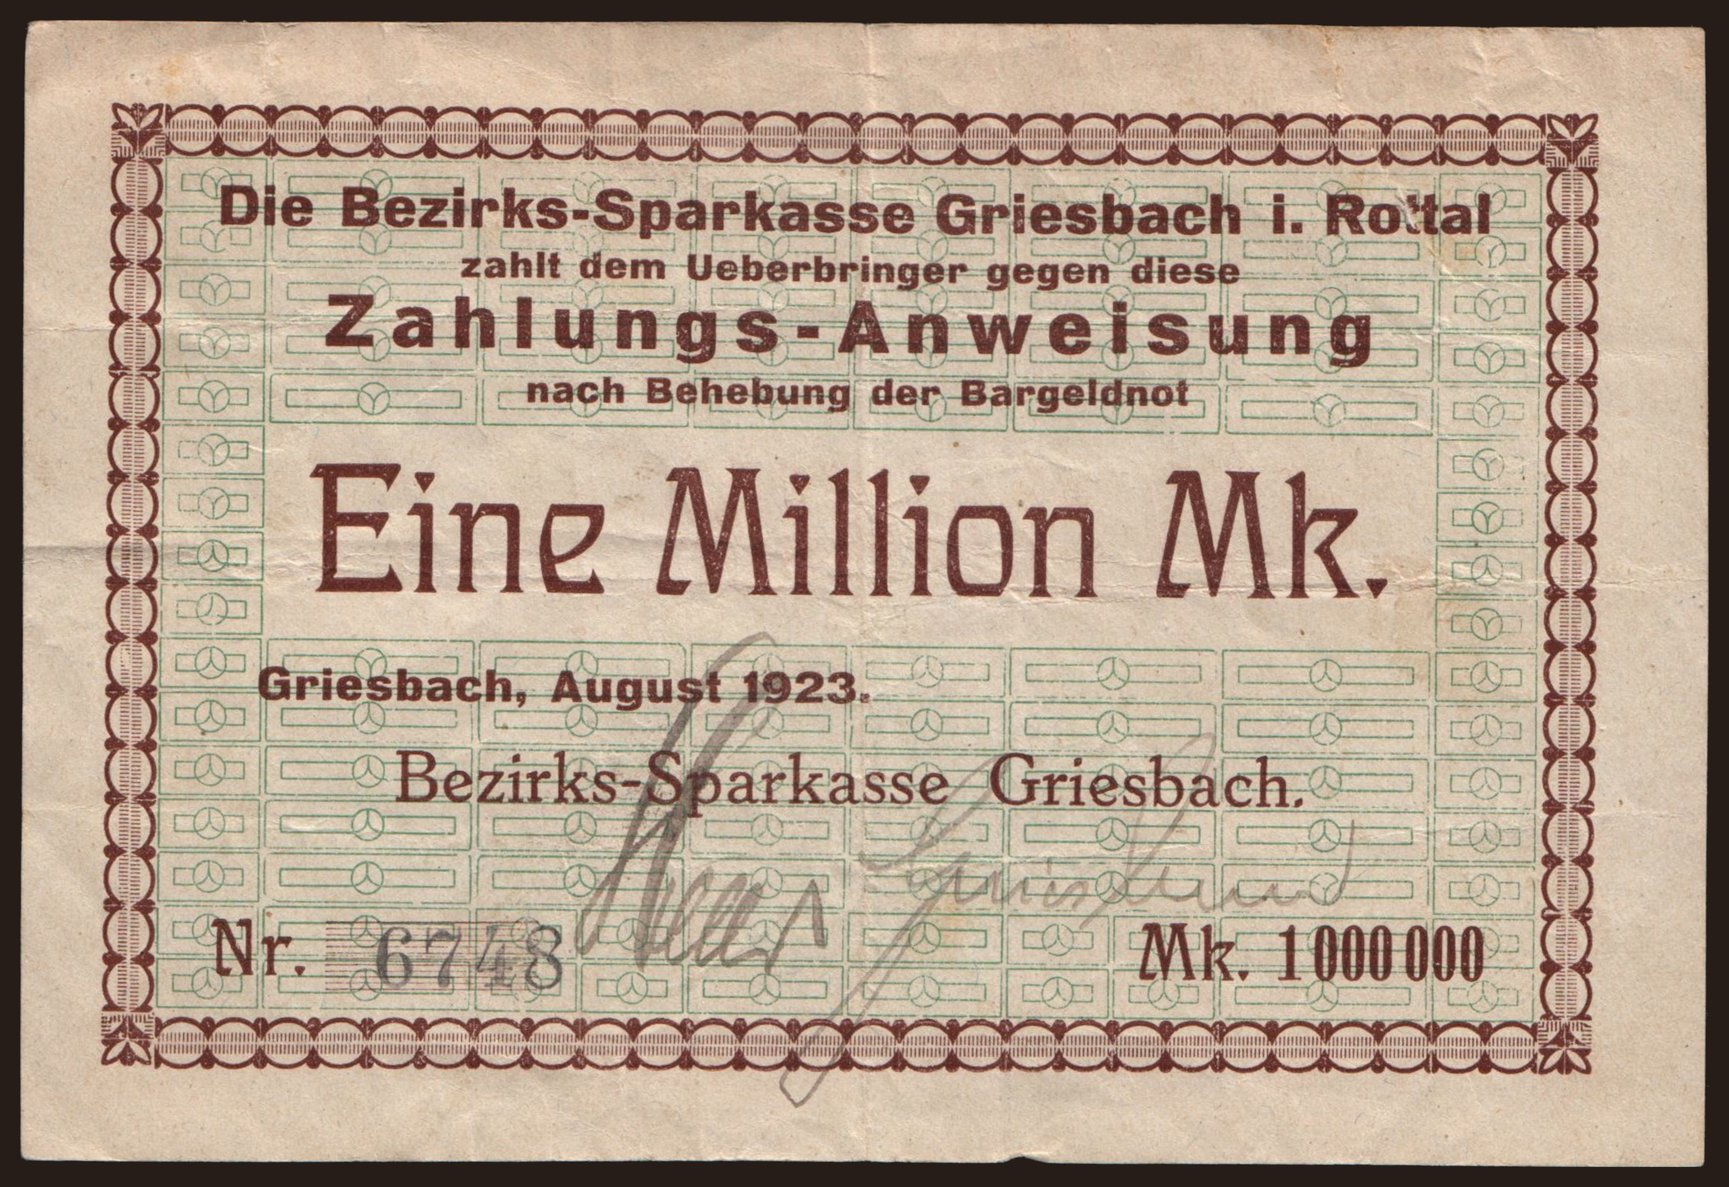 Die Bezirks-Sparkasse Griesbach i. Rottal
zahlt dem Ueberbringer gegen diese
Zahlungs-Anweisung
nach Behebung der Bargeldnot
Eine Million Mk.
Griesbach, August 1923.
Bezirks-Sparkasse Griesbach.
Nr. 6748
Mk. 1000000